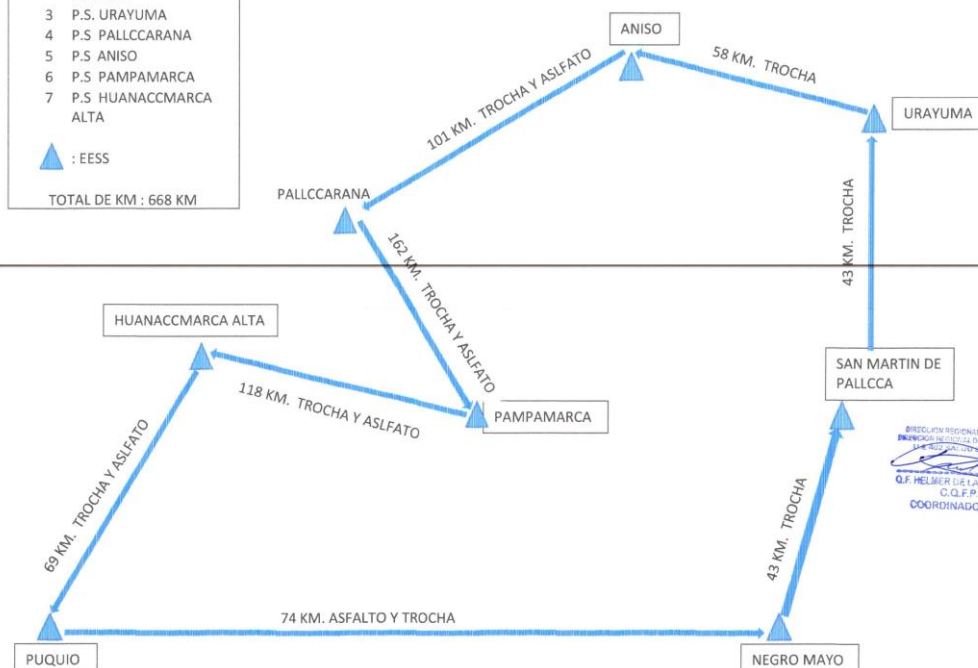 3 P.S. URAYUMA
4 P.S PALLCCARANA
5 P.S ANISO
6 P.S PAMPAMARCA
7 P.S HUANACCMARCA
ALTA
: EESS
TOTAL DE KM : 668 KM
ANISO
58 KM. TROCHA
URAYUMA
101 KM. TROCHA Y ASLFATO
PALLCCARANA
162 KM. TROCHA Y ASLFATO
43 KM. TROCHA
HUANACCMARCA ALTA
118 KM. TROCHA Y ASLFATO
PAMPAMARCA
SAN MARTIN DE
PALLCCA
Q.F. HELMER DE LA
C.Q.F.P.
COORDINADO
69 KM. TROCHA Y ASLFATO
43 KM. TROCHA
74 KM. ASFALTO Y TROCHA
PUQUIO
NEGRO MAYO